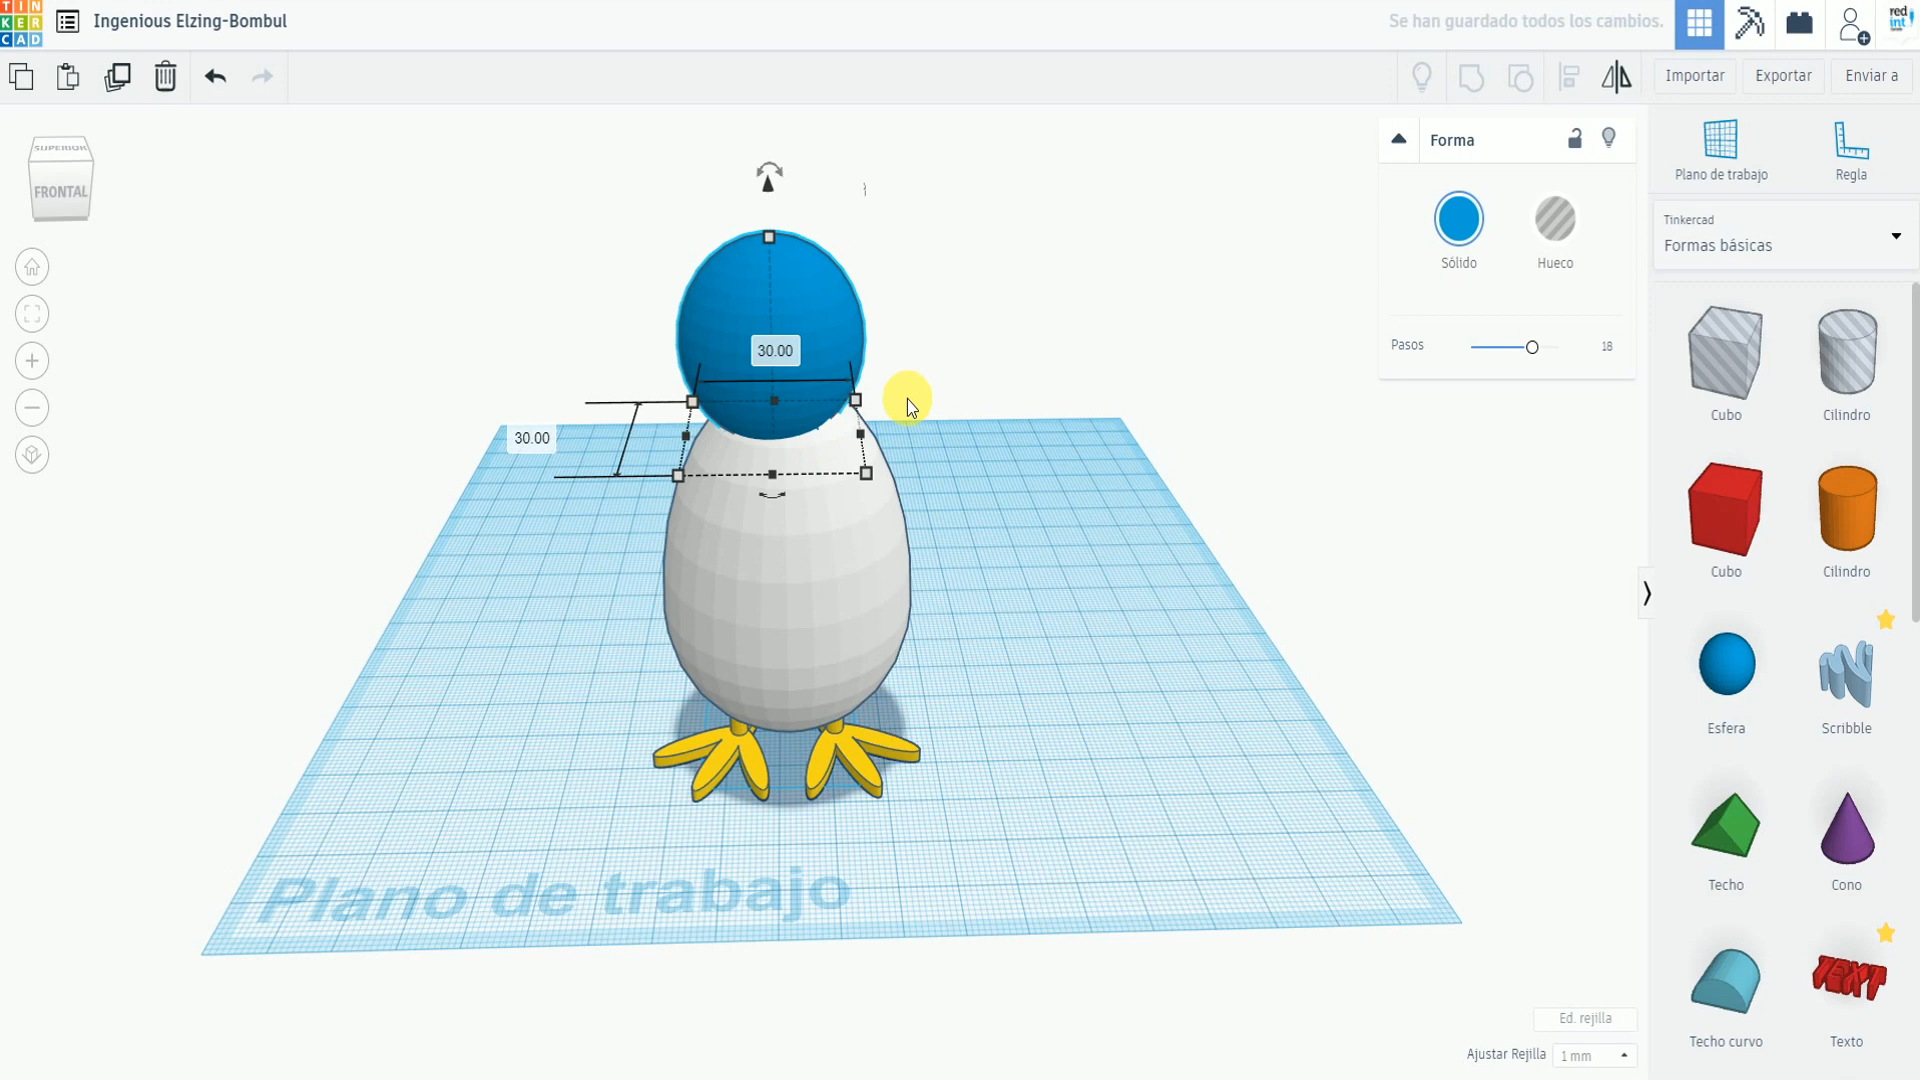 TIN
KER
CAD
Ingenious Elzing-Bombul
Se han guardado todos los cambios.
red
int
Importar
Exportar
Enviar a
SUPERIOR
FRONTAL
Forma
Sólido
Hueco
Pasos
18
30.00
30.00
Plano de trabajo
Plano de trabajo
Regla
Tinkercad
Formas básicas
Cubo
Cilindro
Cubo
Cilindro
Esfera
Scribble
Techo
Cono
TEXT
Techo curvo
Texto
Ed. rejilla
Ajustar Rejilla
1 mm